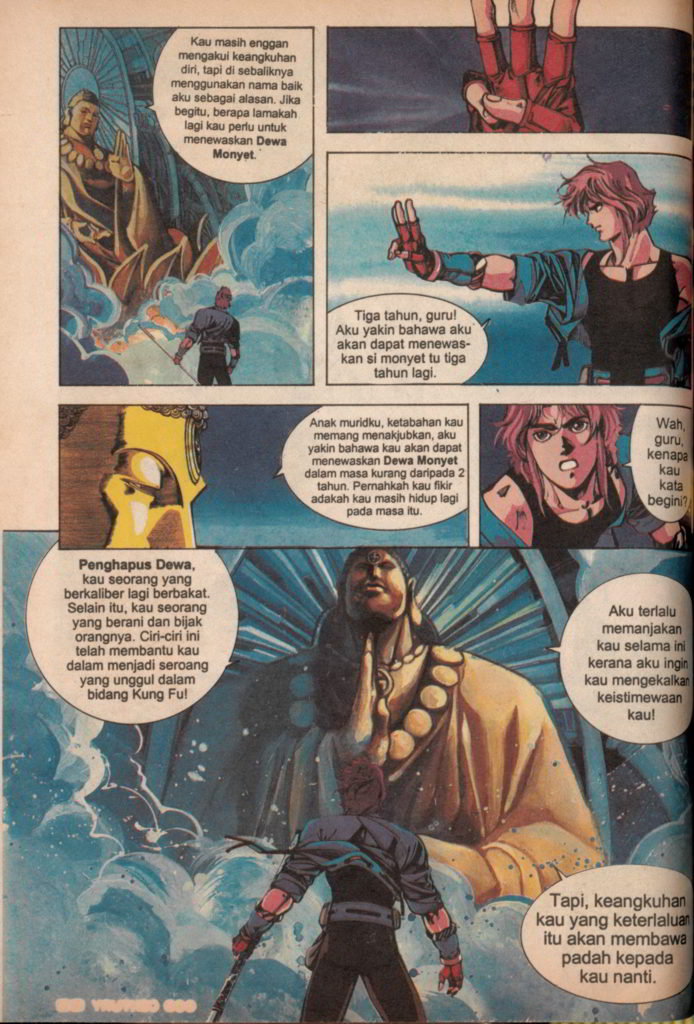 Kau masih enggan
mengakui keangkuhan
diri, tapi di sebaliknya
menggunakan nama baik
aku sebagai alasan. Jika
begitu, berapa lamakah
lagi kau perlu untuk
menewaskan Dewa
Monyet.
Tiga tahun, guru!
Aku yakin bahawa aku
akan dapat menewas-
kan si monyet tu tiga
tahun lagi.
Anak muridku, ketabahan kau
memang menakjubkan, aku
yakin bahawa kau akan dapat
menewaskan Dewa Monyet
dalam masa kurang daripada 2
tahun. Pernahkah kau fikir
adakah kau masih hidup lagi
pada masa itu.
Wah,
guru,
kenapa
kau
kata
begini?
Penghapus Dewa,
kau seorang yang
berkaliber lagi berbakat.
Selain itu, kau seorang
yang berani dan bijak
orangnya. Ciri-ciri ini
telah membantu kau
dalam menjadi seroang
yang unggul dalam
bidang Kung Fu!
Aku terlalu
memanjakan
kau selama ini
kerana aku ingin
kau mengekalkan
keistimewaan
kau!
Tapi, keangkuhan
kau yang keterlaluan
itu akan membawa
padah kepada
kau nanti.